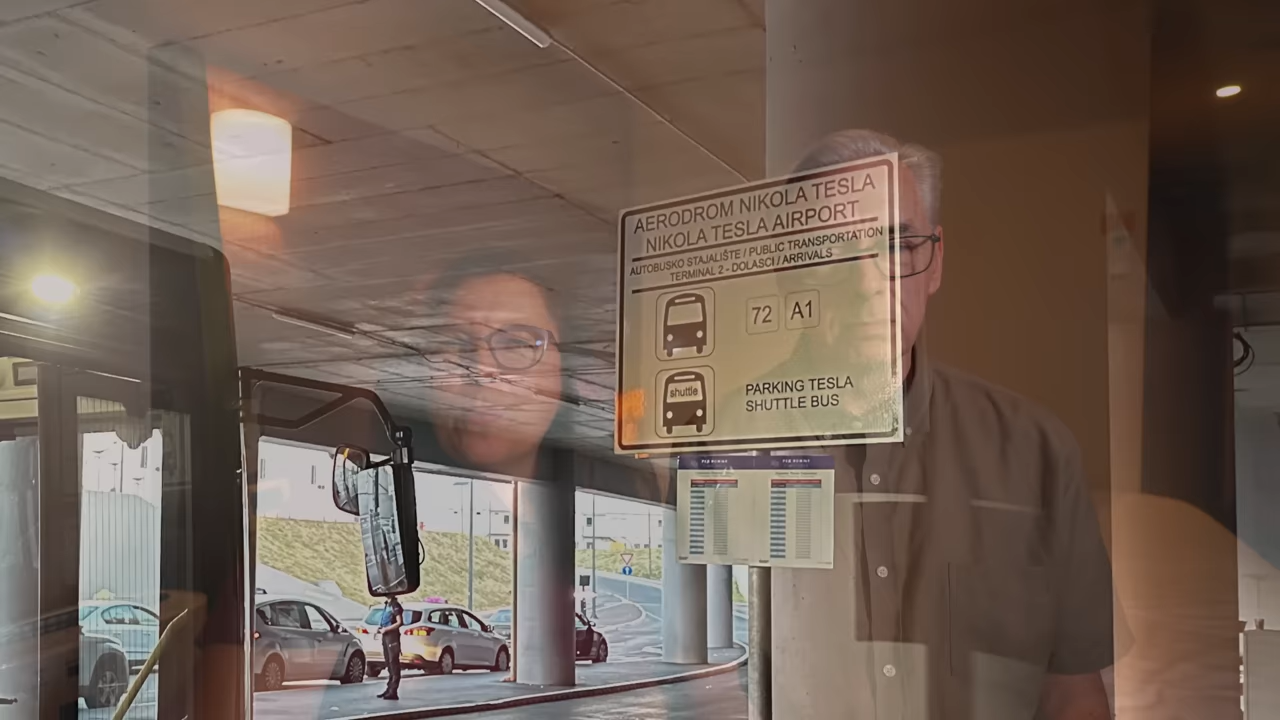 AERODROM NIKOLA TESLA
NIKOLA TESLA AIRPORT
AUTOBUSKO STAJALIŠTE / PUBLIC TRANSPORTATION
TERMINAL 2 - DOLASCI / ARRIVALS
72 A1
shuttle
PARKING TESLA
SHUTTLE BUS